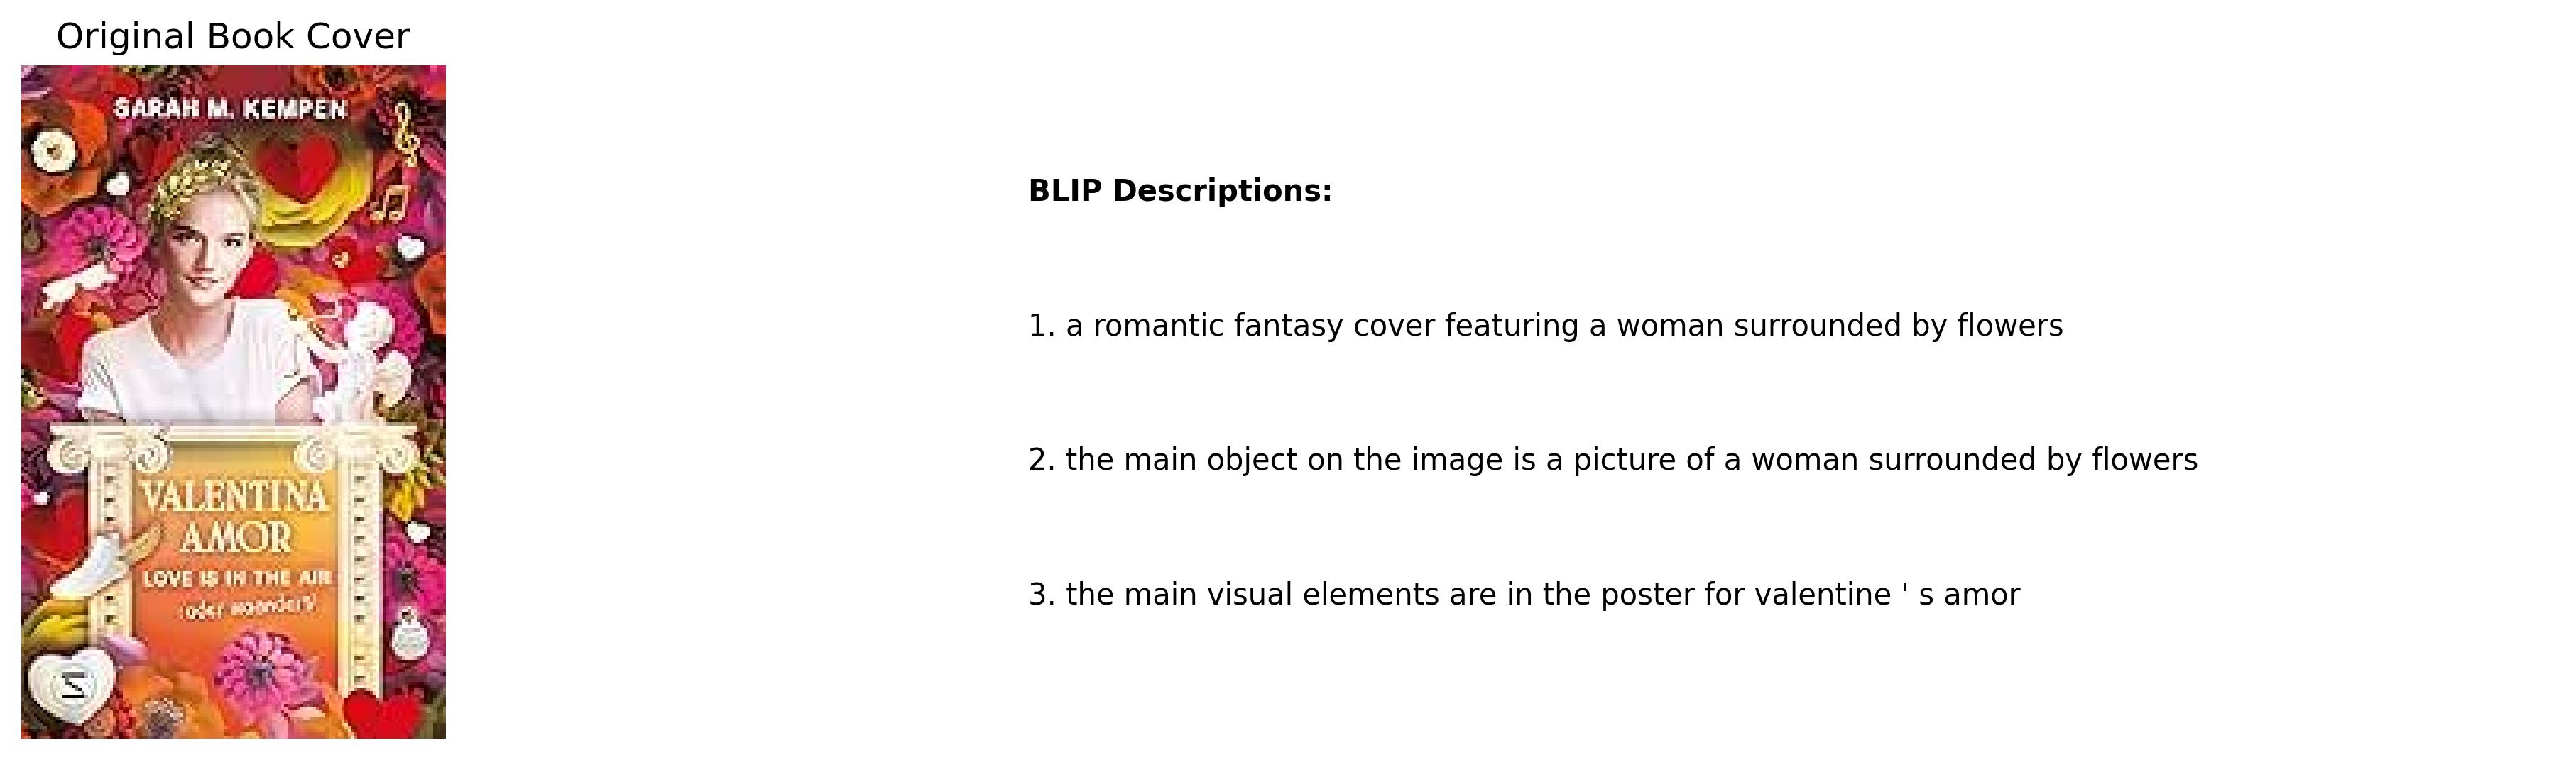 Original Book Cover
SARAH M. KEMPEN
VALENTINA
AMOR
LOVE IS IN THE AIR
(oder woanders)
Z
BLIP Descriptions:
1. a romantic fantasy cover featuring a woman surrounded by flowers
2. the main object on the image is a picture of a woman surrounded by flowers
3. the main visual elements are in the poster for valentine ' s amor